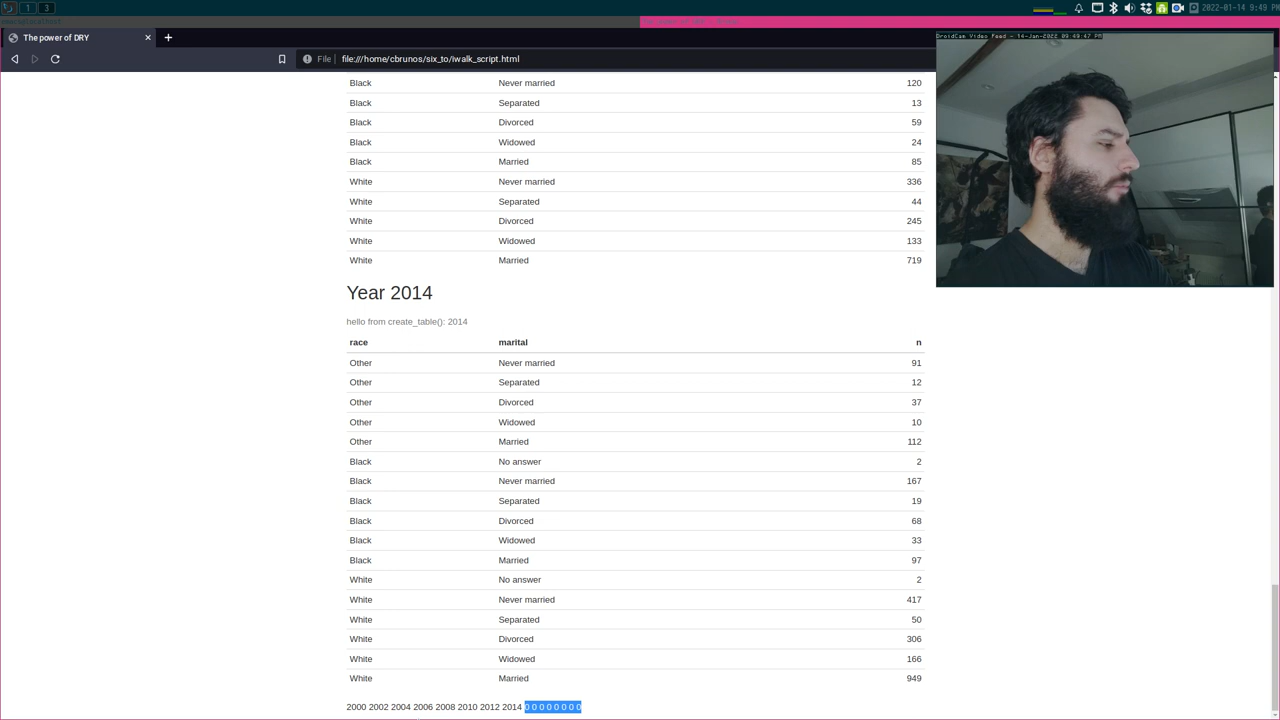 1 3 2022-01-14 9:49 PM
The power of DRY
File file:///home/cbrunos/six_to/iwalk_script.html
DroidCam Video Feed - 14-Jan-2022 09:49:47 PM
Black Never married 120
Black Separated 13
Black Divorced 59
Black Widowed 24
Black Married 85
White Never married 336
White Separated 44
White Divorced 245
White Widowed 133
White Married 719
Year 2014
hello from create_table(): 2014
race marital n
Other Never married 91
Other Separated 12
Other Divorced 37
Other Widowed 10
Other Married 112
Black No answer 2
Black Never married 167
Black Separated 19
Black Divorced 68
Black Widowed 33
Black Married 97
White No answer 2
White Never married 417
White Separated 50
White Divorced 306
White Widowed 166
White Married 949
2000 2002 2004 2006 2008 2010 2012 2014 0 0 0 0 0 0 0 0